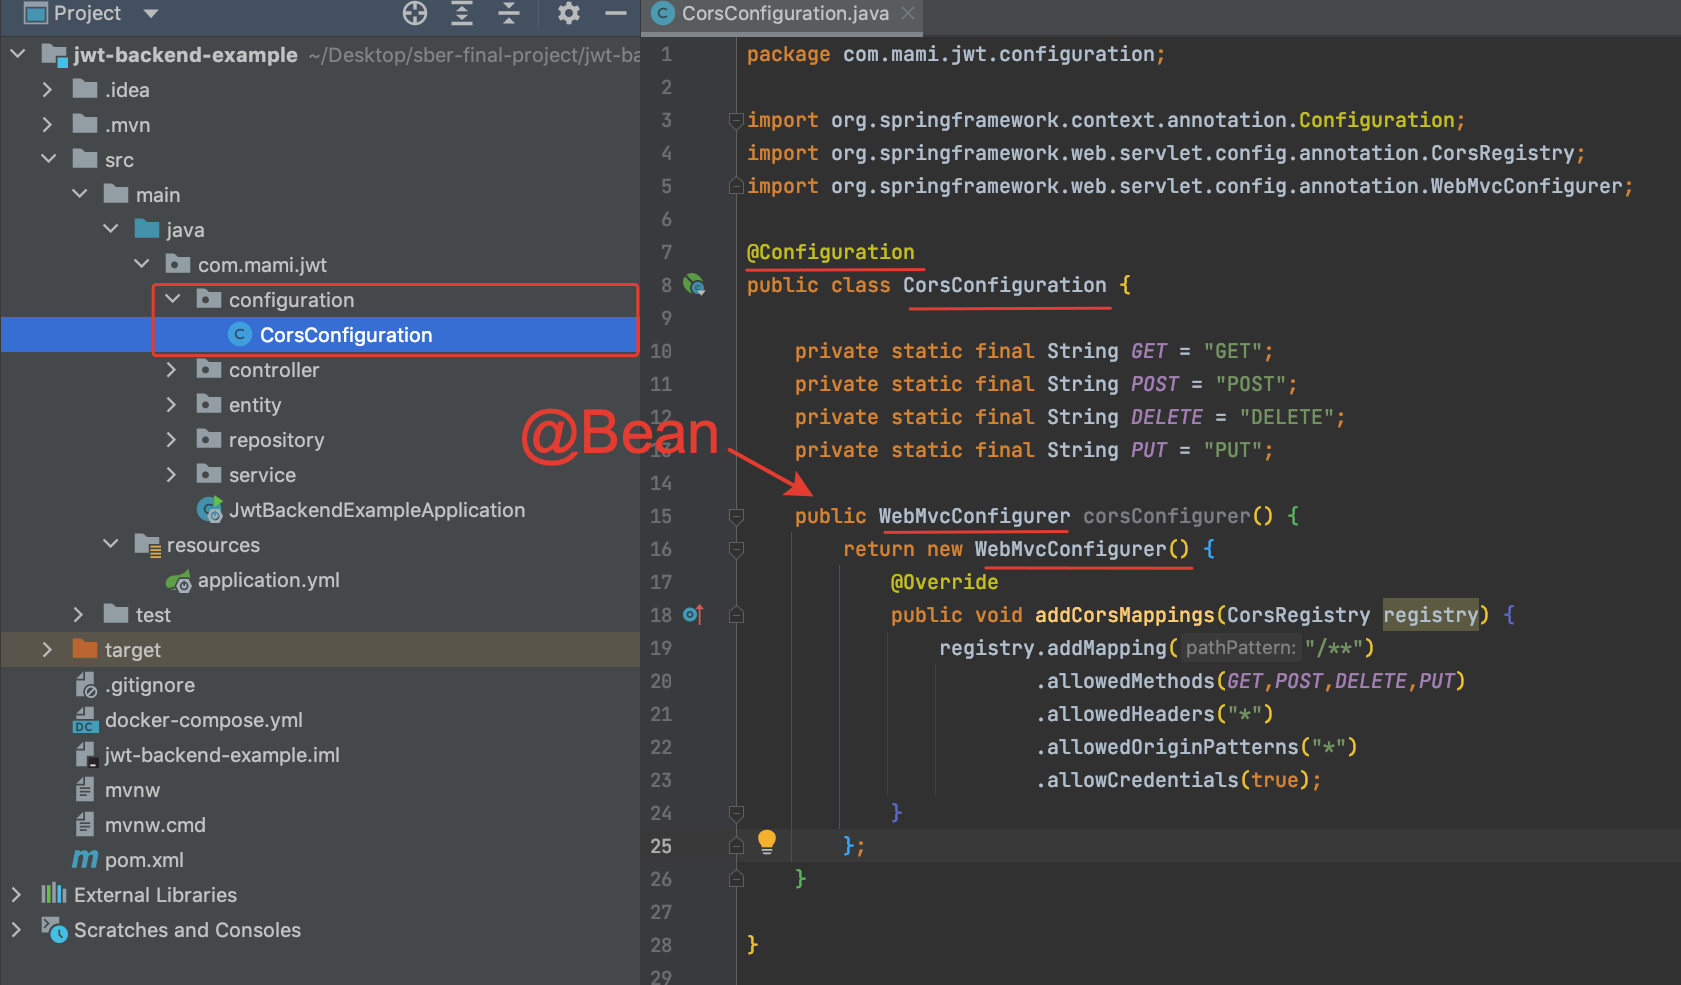 Project
jwt-backend-example ~/Desktop/sber-final-project/jwt-ba
.idea
.mvn
src
main
java
com.mami.jwt
configuration
CorsConfiguration
controller
entity
repository
service
JwtBackendExampleApplication
resources
application.yml
test
target
.gitignore
docker-compose.yml
jwt-backend-example.iml
mvnw
mvnw.cmd
pom.xml
External Libraries
Scratches and Consoles
@Bean
CorsConfiguration.java
1 package com.mami.jwt.configuration;
2
3 import org.springframework.context.annotation.Configuration;
4 import org.springframework.web.servlet.config.annotation.CorsRegistry;
5 import org.springframework.web.servlet.config.annotation.WebMvcConfigurer;
6
7 @Configuration
8 public class CorsConfiguration {
9
10 private static final String GET = "GET";
11 private static final String POST = "POST";
12 private static final String DELETE = "DELETE";
13 private static final String PUT = "PUT";
14
15 public WebMvcConfigurer corsConfigurer() {
16 return new WebMvcConfigurer() {
17 @Override
18 public void addCorsMappings(CorsRegistry registry) {
19 registry.addMapping( pathPattern: "/**")
20 .allowedMethods(GET,POST,DELETE,PUT)
21 .allowedHeaders("*")
22 .allowedOriginPatterns("*")
23 .allowCredentials(true);
24 }
25 };
26 }
27
28 }
29